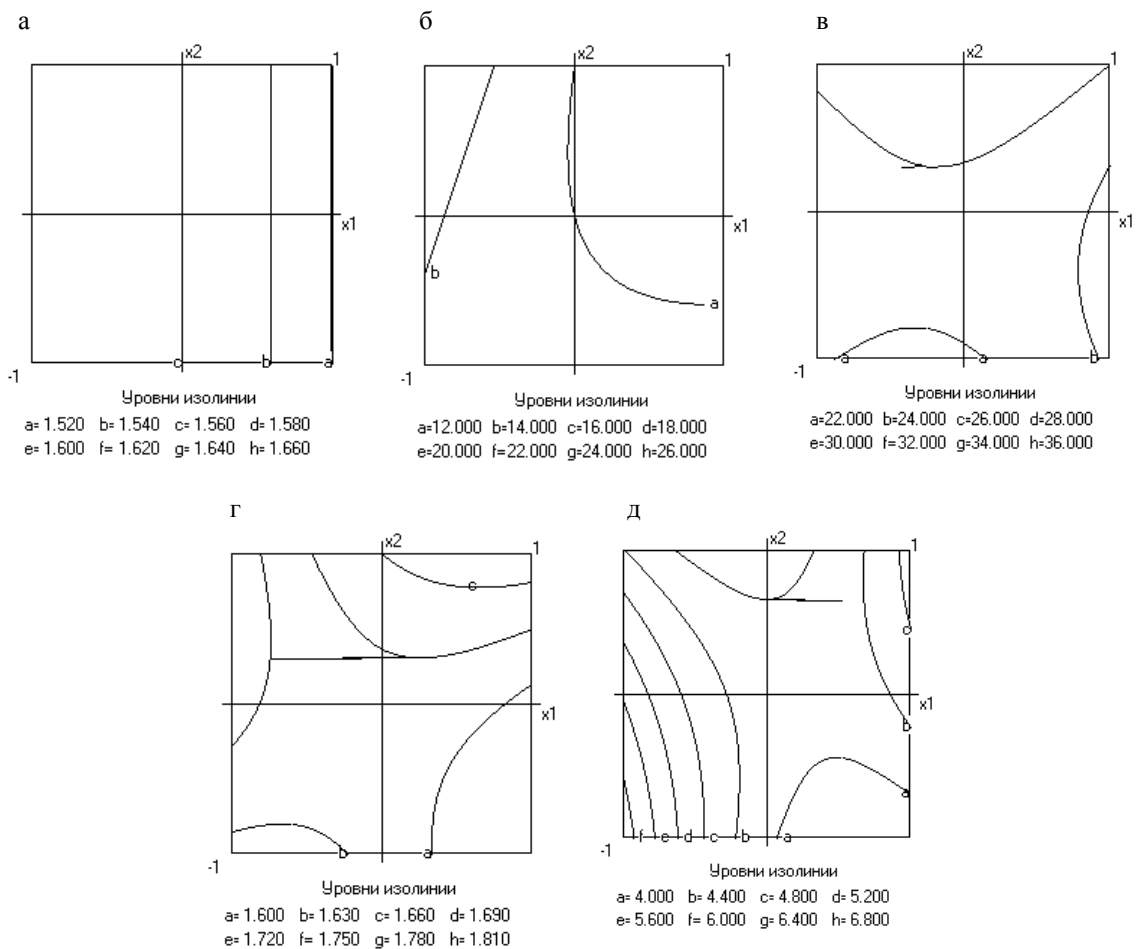 а
б
в
x2
1
x1
c
b
a
-1
Уровни изолинии
a= 1.520 b= 1.540 c= 1.560 d= 1.580
e= 1.600 f= 1.620 g= 1.640 h= 1.660
x2
1
x1
b
a
-1
Уровни изолинии
a=12.000 b=14.000 c=16.000 d=18.000
e=20.000 f=22.000 g=24.000 h=26.000
x2
1
x1
a
a
b
-1
Уровни изолинии
a=22.000 b=24.000 c=26.000 d=28.000
e=30.000 f=32.000 g=34.000 h=36.000
г
д
x2
1
c
x1
b
a
-1
Уровни изолинии
a= 1.600 b= 1.630 c= 1.660 d= 1.690
e= 1.720 f= 1.750 g= 1.780 h= 1.810
x2
1
c
x1
b
a
f
e
d
c
b
a
-1
Уровни изолинии
a= 4.000 b= 4.400 c= 4.800 d= 5.200
e= 5.600 f= 6.000 g= 6.400 h= 6.800